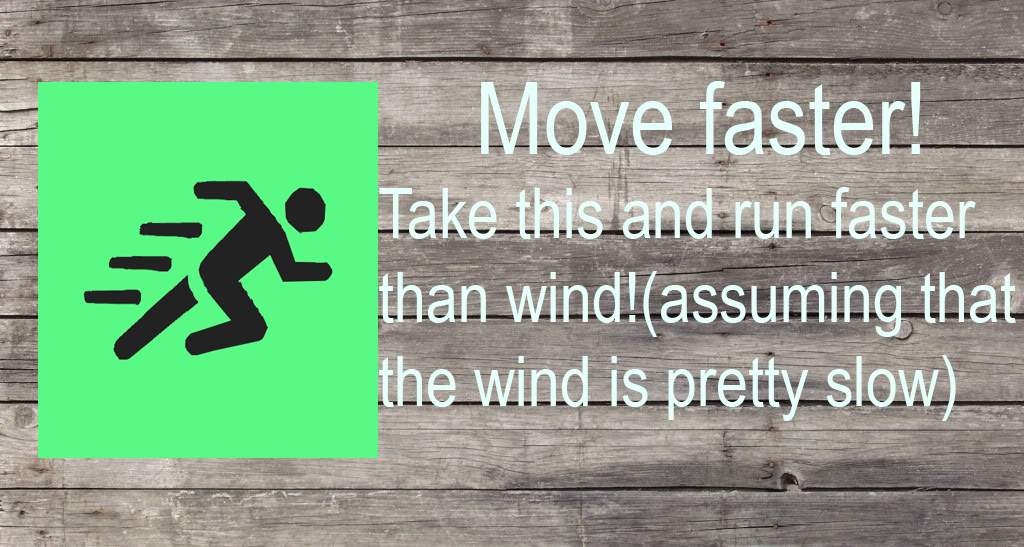 Move faster!
Take this and run faster
than wind!(assuming that
the wind is pretty slow)